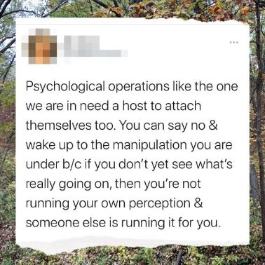 Psychological operations like the one
we are in need a host to attach
themselves too. You can say no &
wake up to the manipulation you are
under b/c if you don't yet see what's
really going on, then you're not
running your own perception &
someone else is running it for you.